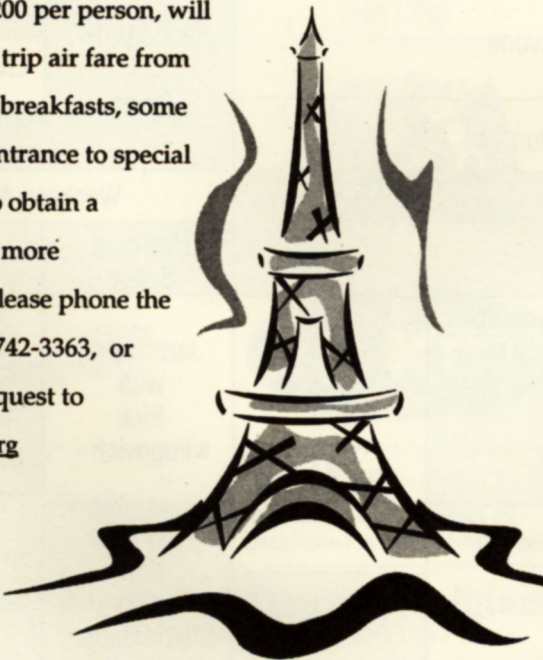 200 per person, will
trip air fare from
breakfasts, some
ntrance to special
o obtain a
more
lease phone the
742-3363, or
quest to
rg